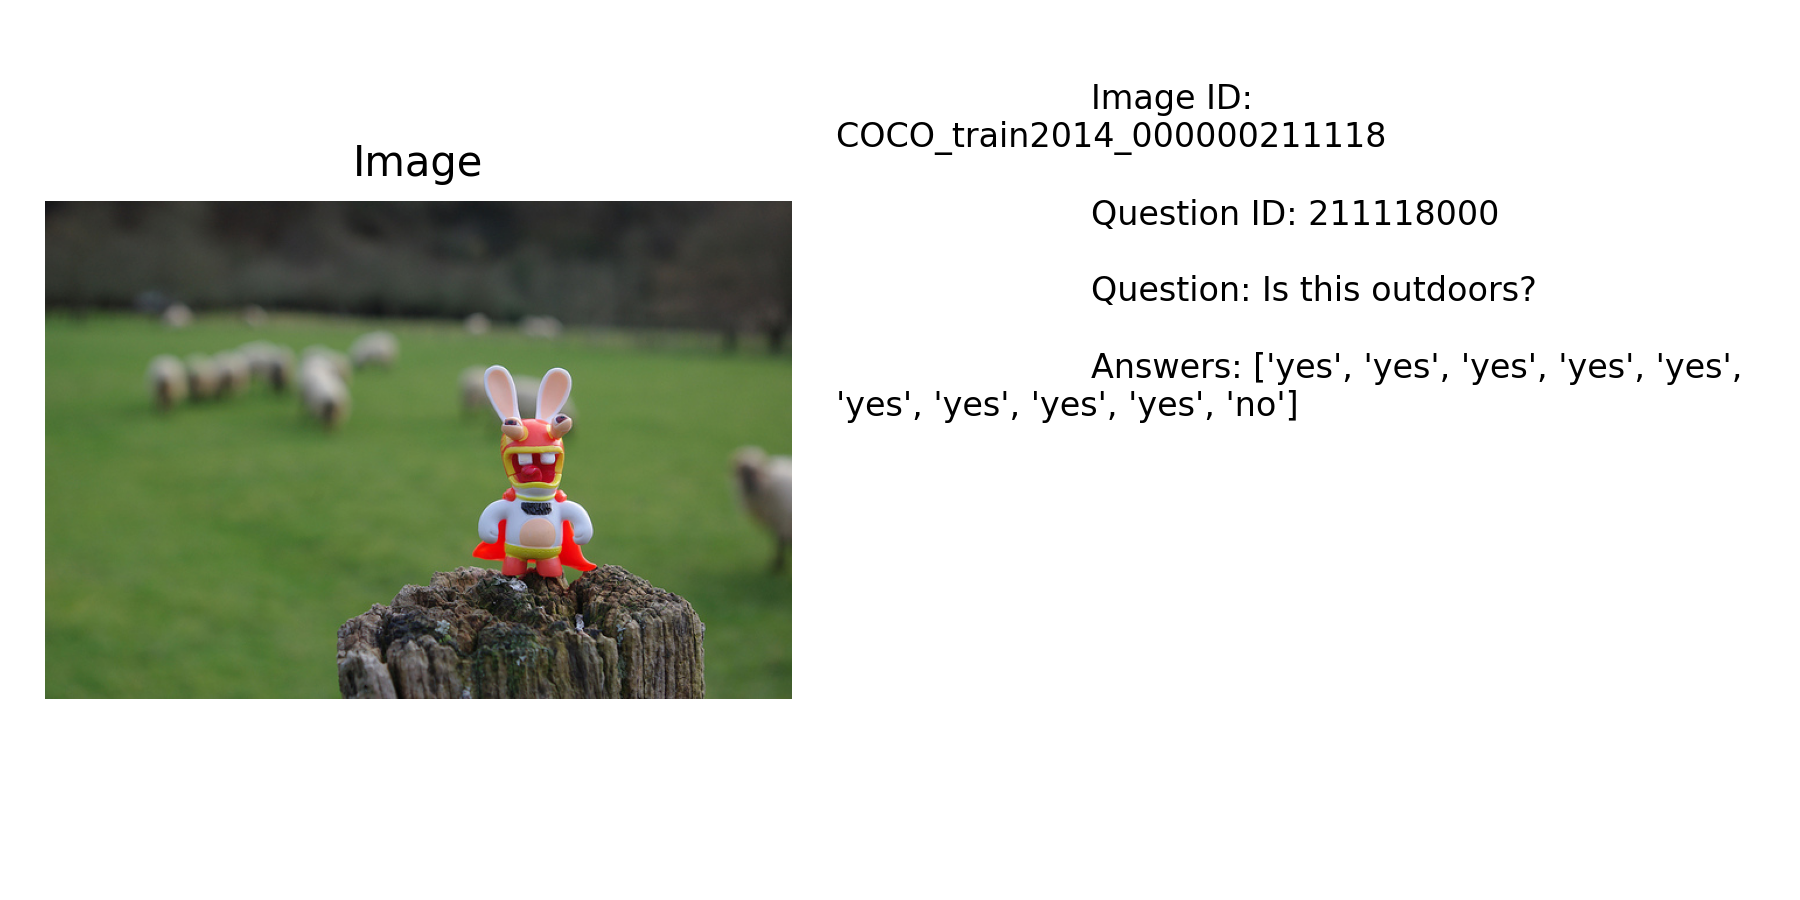 Image
Image ID:
COCO_train2014_000000211118
Question ID: 211118000
Question: Is this outdoors?
Answers: ['yes', 'yes', 'yes', 'yes', 'yes',
'yes', 'yes', 'yes', 'yes', 'no']